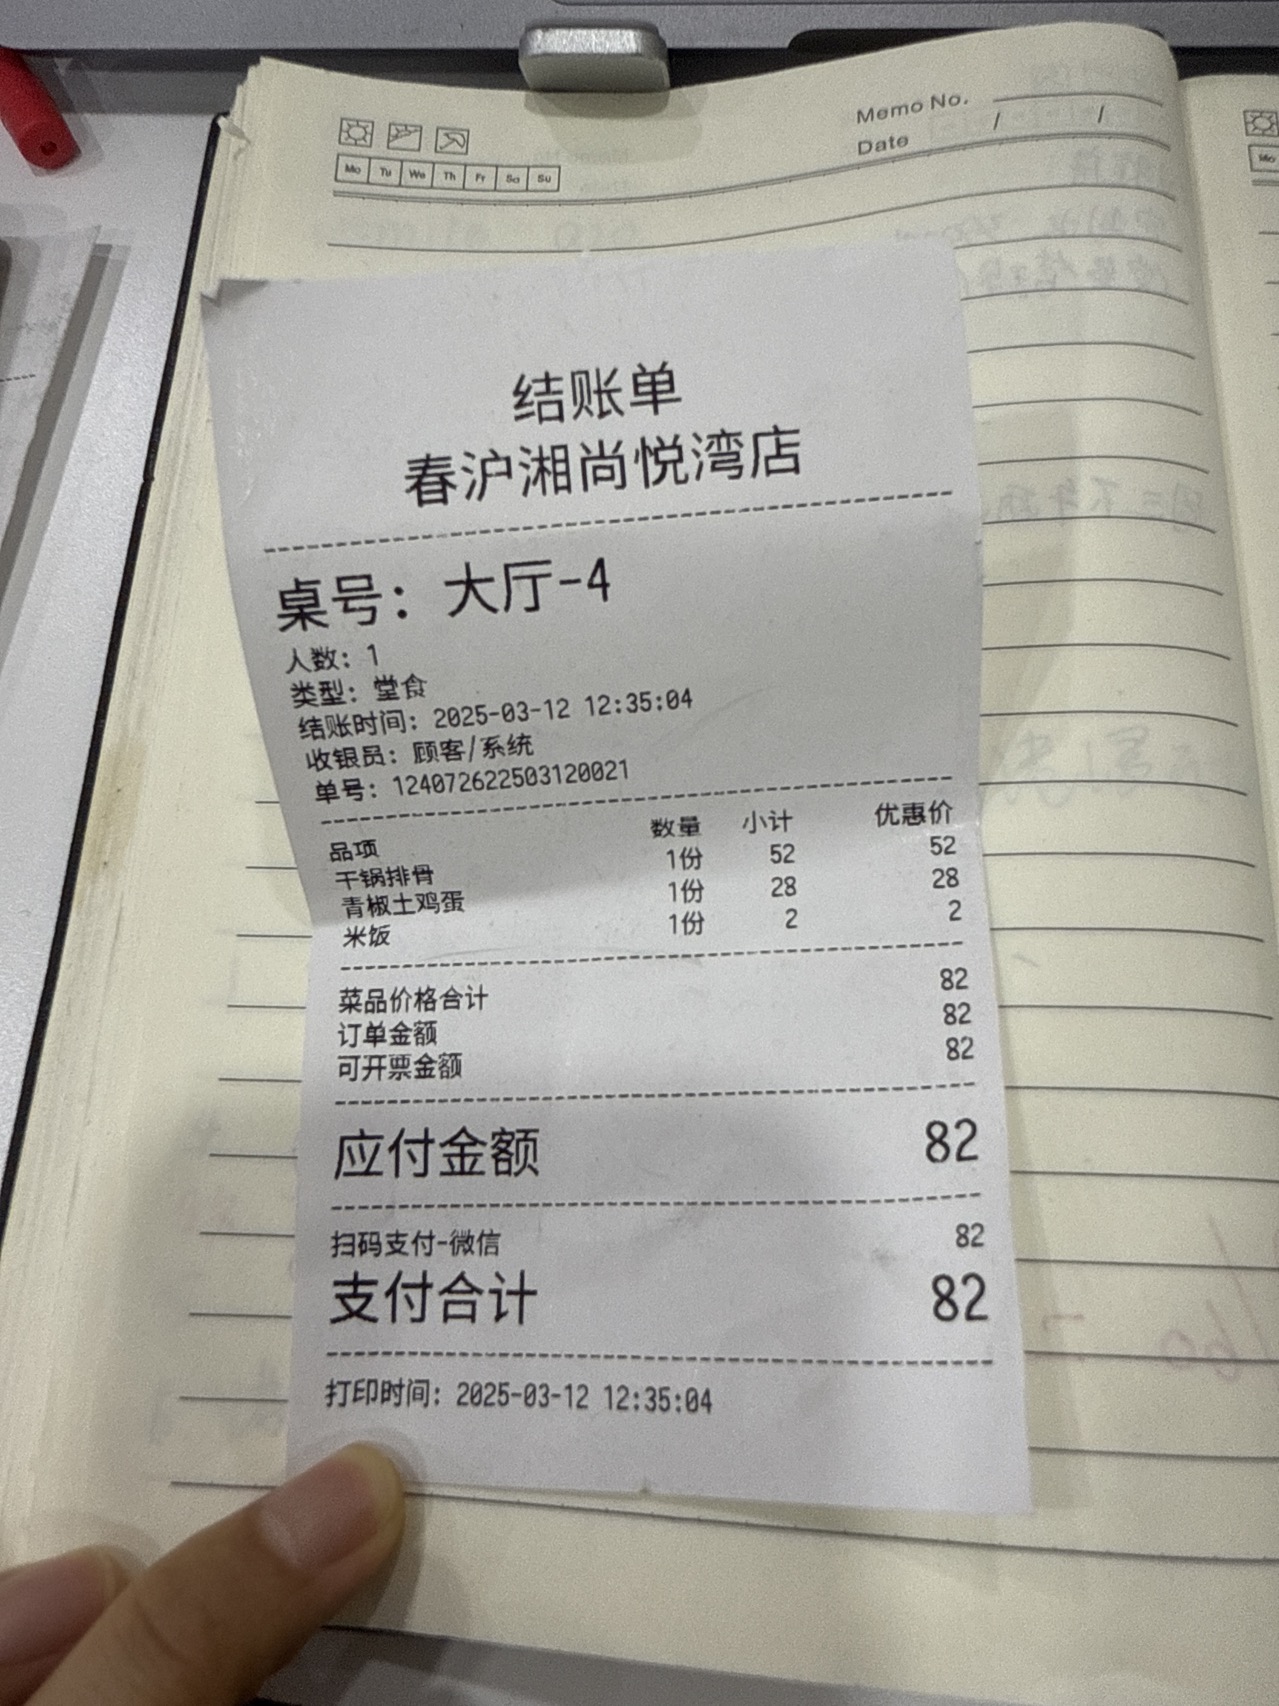 Memo No.
Date / /
Mo Tu We Th Fr Sa Su
Mo
结账单
春沪湘尚悦湾店
桌号：大厅-4
人数：1
类型：堂食
结账时间：2025-03-12 12:35:04
收银员：顾客/系统
单号：124072622503120021
品项 数量 小计 优惠价
干锅排骨 1份 52 52
青椒土鸡蛋 1份 28 28
米饭 1份 2 2
菜品价格合计 82
订单金额 82
可开票金额 82
应付金额 82
扫码支付-微信 82
支付合计 82
打印时间：2025-03-12 12:35:04